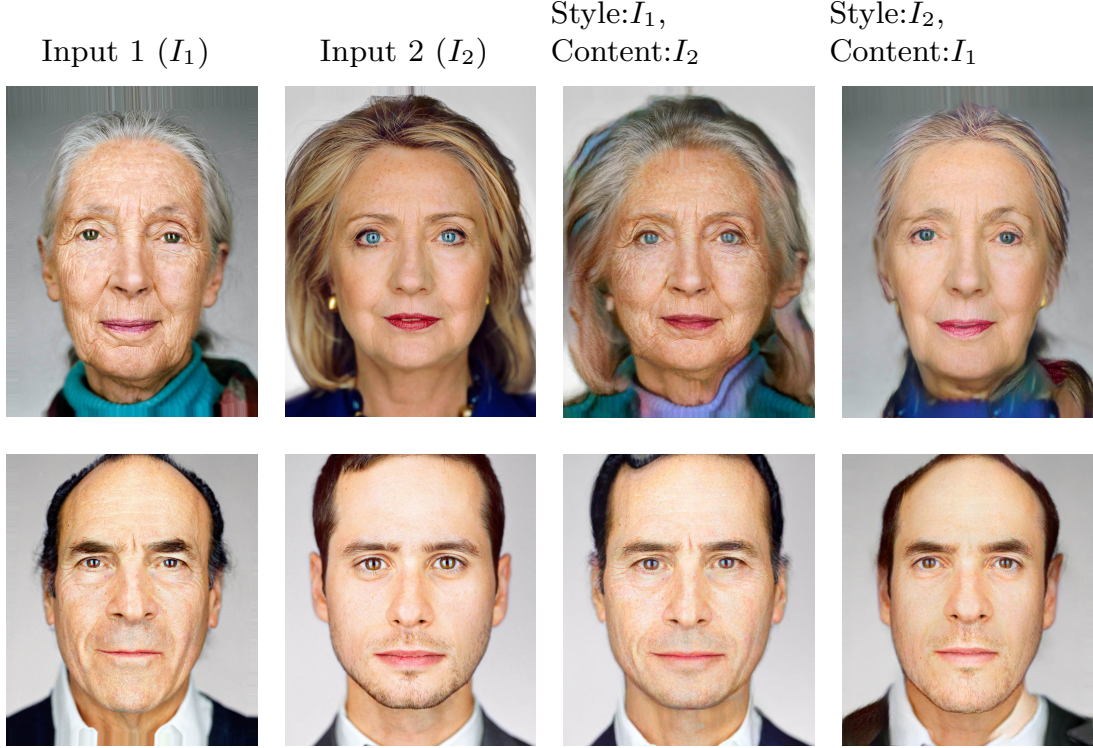 Input 1 (I₁)
Input 2 (I₂)
Style:I₁,
Content:I₂
Style:I₂,
Content:I₁